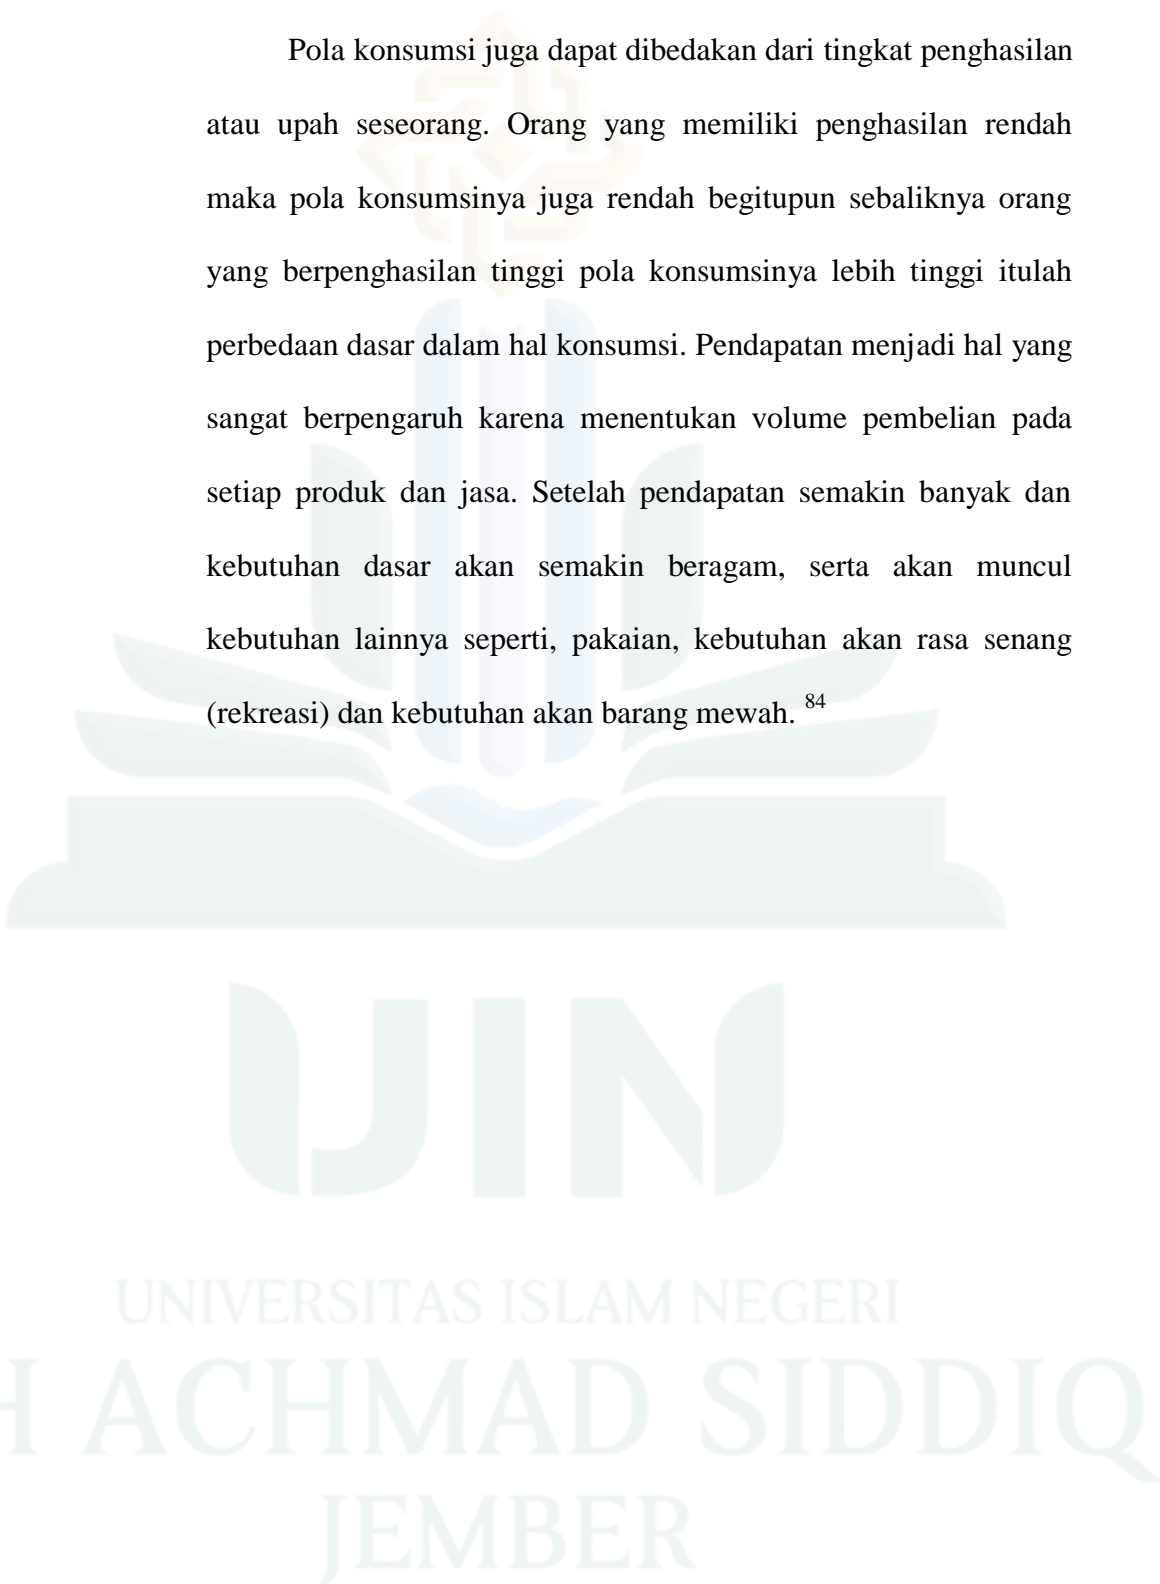 Pola konsumsi juga dapat dibedakan dari tingkat penghasilan
atau upah seseorang. Orang yang memiliki penghasilan rendah
maka pola konsumsinya juga rendah begitupun sebaliknya orang
yang berpenghasilan tinggi pola konsumsinya lebih tinggi itulah
perbedaan dasar dalam hal konsumsi. Pendapatan menjadi hal yang
sangat berpengaruh karena menentukan volume pembelian pada
setiap produk dan jasa. Setelah pendapatan semakin banyak dan
kebutuhan dasar akan semakin beragam, serta akan muncul
kebutuhan lainnya seperti, pakaian, kebutuhan akan rasa senang
(rekreasi) dan kebutuhan akan barang mewah. 84
UIN
UNIVERSITAS ISLAM NEGERI
H ACHMAD SIDDIQ
JEMBER